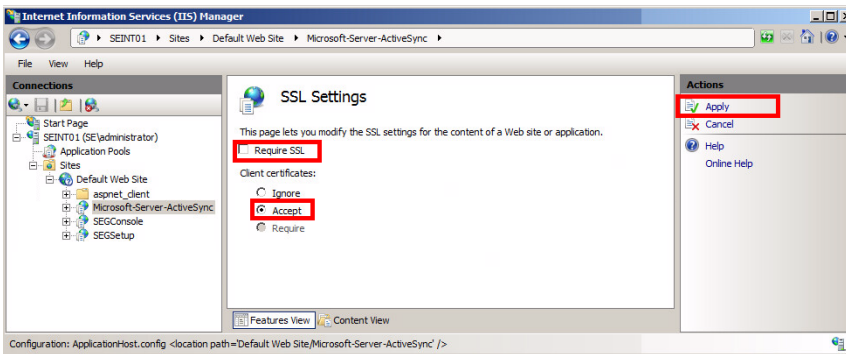 Internet Information Services (IIS) Manager
SEINT01 Sites Default Web Site Microsoft-Server-ActiveSync
File View Help
Connections
Start Page
SEINT01 (SE\administrator)
Application Pools
Sites
Default Web Site
aspnet_client
Microsoft-Server-ActiveSync
SEGConsole
SEGSetup
SSL Settings
This page lets you modify the SSL settings for the content of a Web site or application.
Require SSL
Client certificates:
Ignore
Accept
Require
Features View Content View
Actions
Apply
Cancel
Help
Online Help
Configuration: ApplicationHost.config <location path='Default Web Site/Microsoft-Server-ActiveSync' />